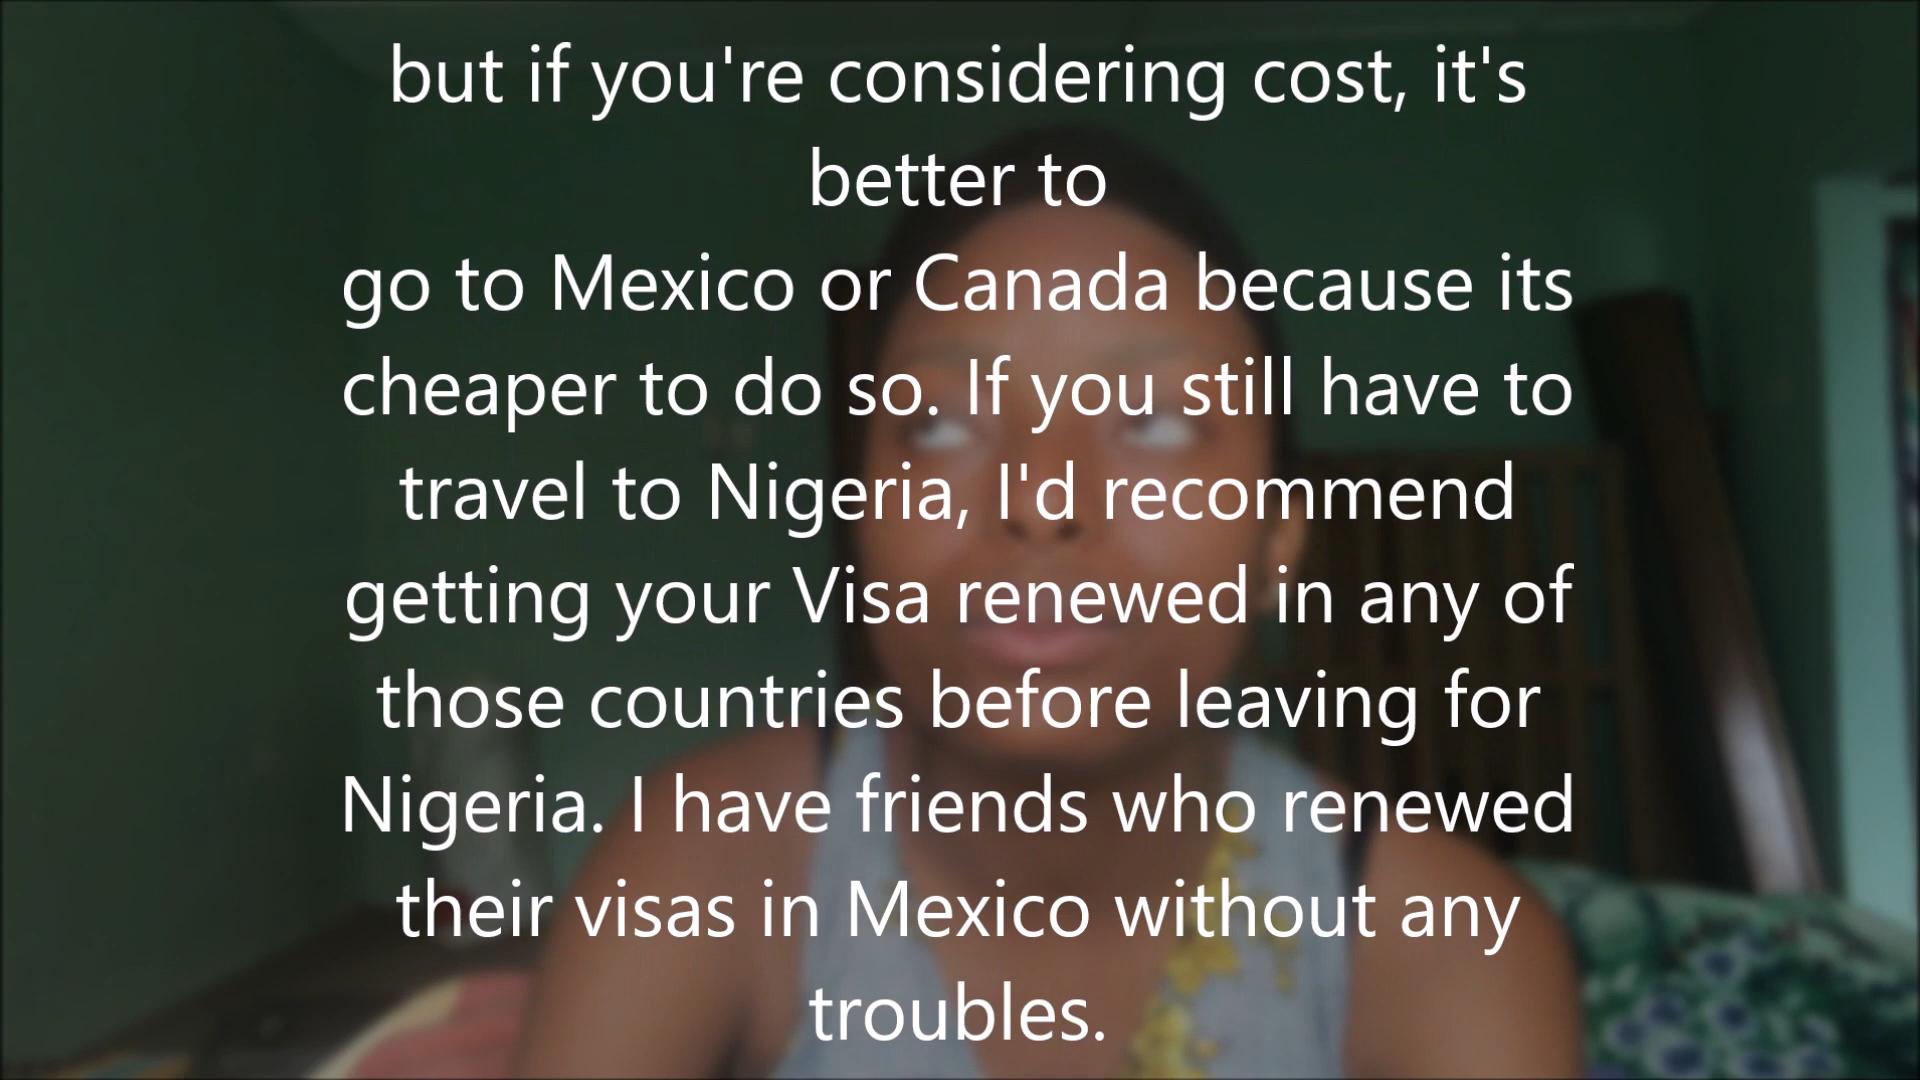 but if you're considering cost, it's
better to
go to Mexico or Canada because its
cheaper to do so. If you still have to
travel to Nigeria, I'd recommend
getting your Visa renewed in any of
those countries before leaving for
Nigeria. I have friends who renewed
their visas in Mexico without any
troubles.